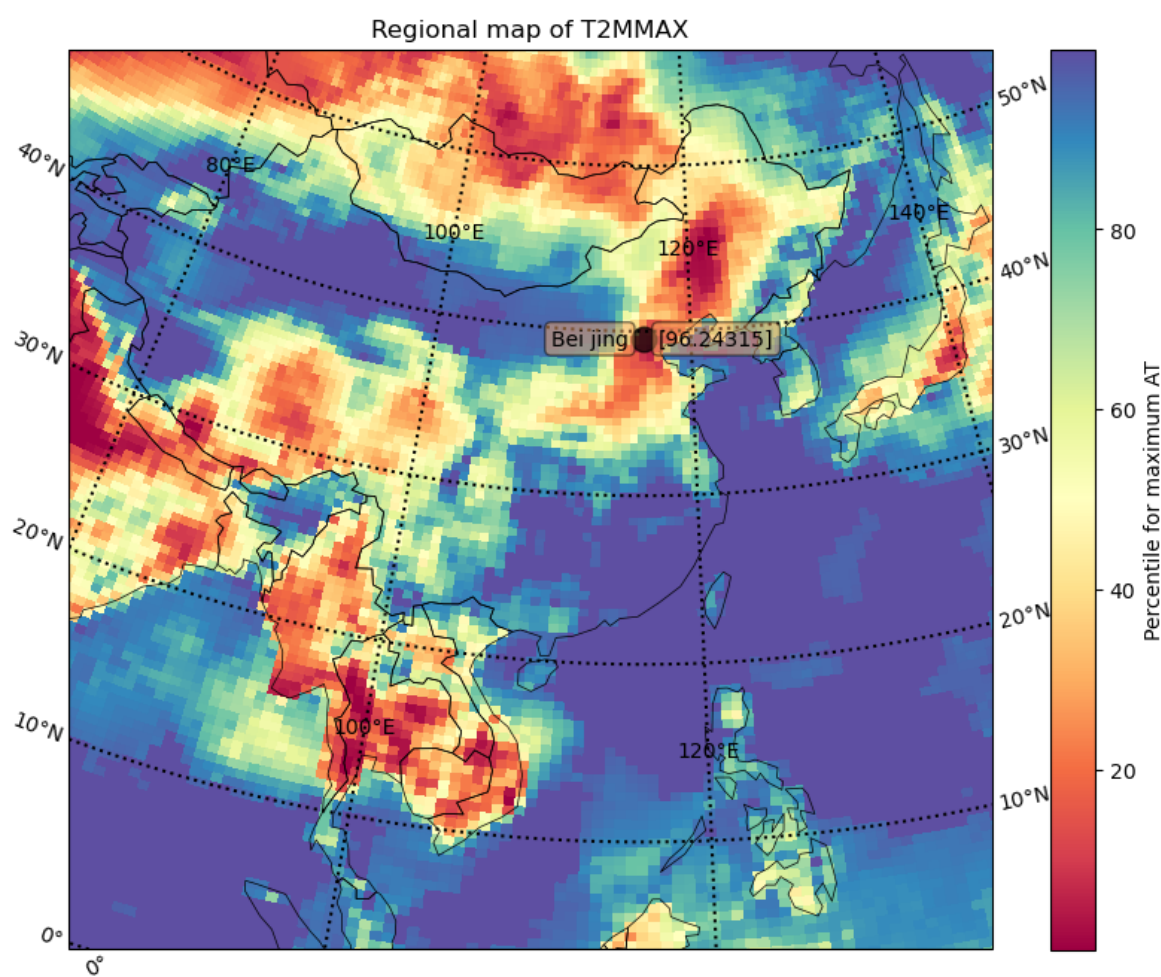 Regional map of T2MMAX
50°N
40°N
80°E
140°E
100°E
120°E
80
40°N
30°N
Bei jing
[96.24315]
60
Percentile for maximum AT
30°N
20°N
40
20°N
10°N
100°E
120°E
20
10°N
0°
0°